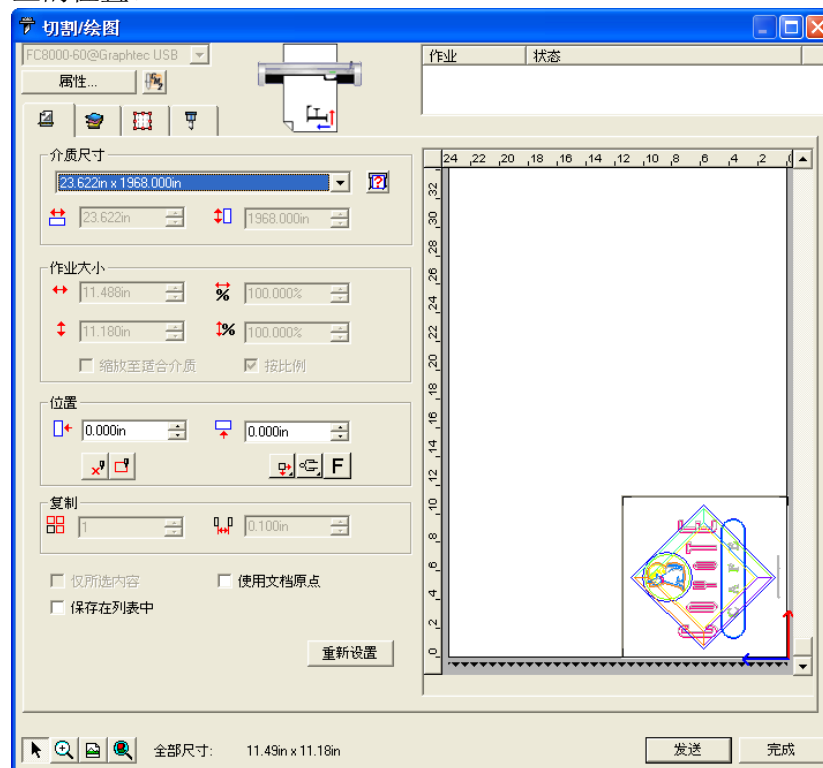 切割/绘图
FC8000-60@Graphtec USB
属性...
作业 状态
介质尺寸
23.622in x 1968.000in
23.622in 1968.000in
作业大小
11.488in 100.000%
11.180in 100.000%
缩放至适合介质 按比例
位置
0.000in 0.000in
F
复制
1 0.100in
仅所选内容 使用文档原点
保存在列表中
重新设置
24 22 20 18 16 14 12 10 8 6 4 2 0
32
30
28
26
24
22
20
18
16
14
12
10
8
6
4
2
0
COYOTE
CAFE
全部尺寸: 11.49in x 11.18in
发送 完成